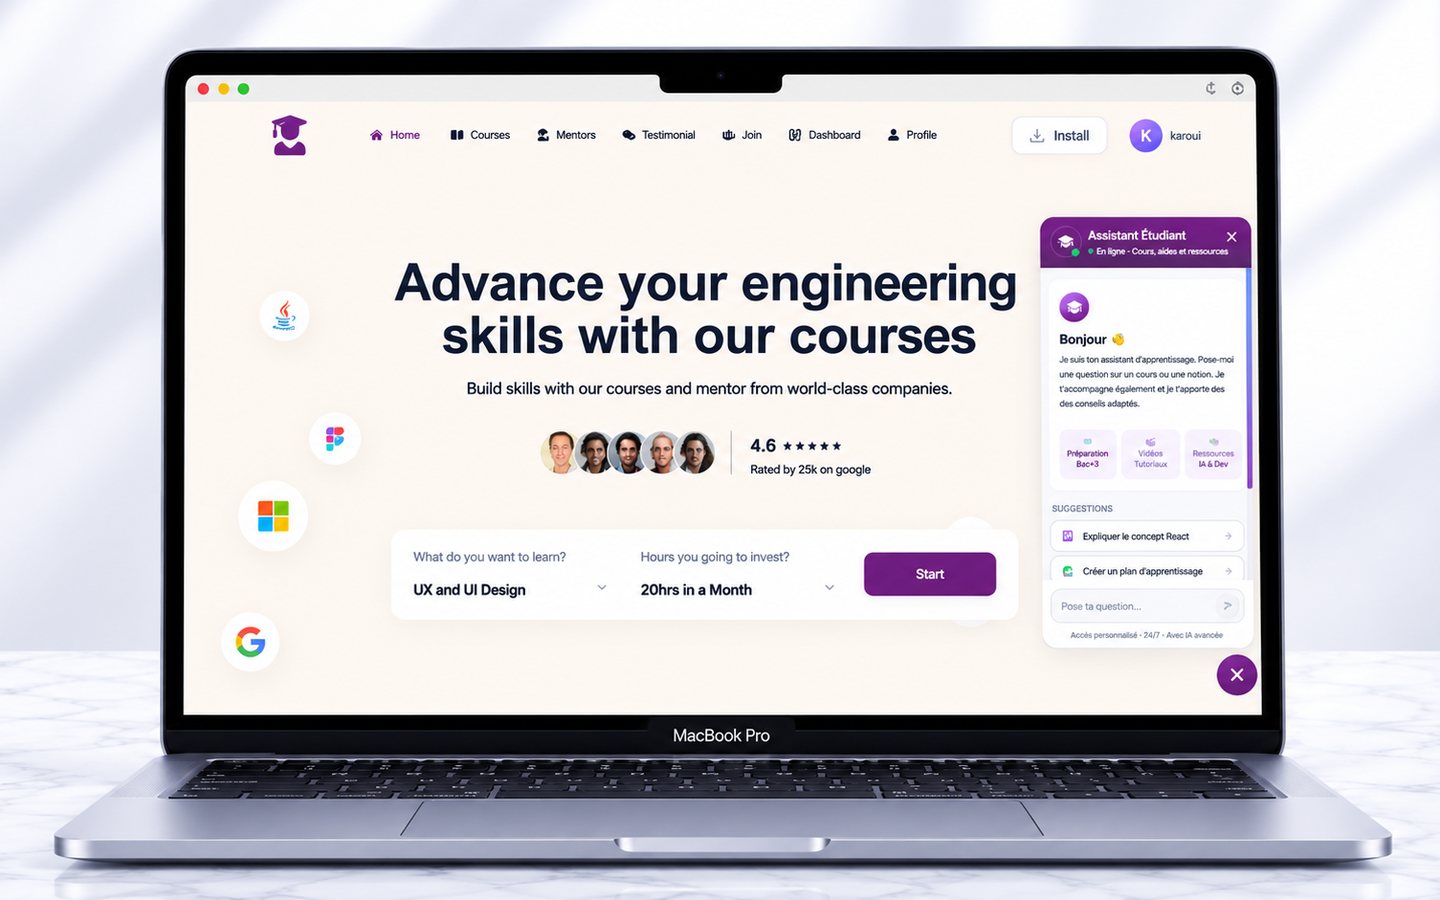 Home
Courses
Mentors
Testimonial
Join
Dashboard
Profile
Install
K
karoui
Assistant Étudiant
En ligne - Cours, aides et ressources
Advance your engineering
skills with our courses
Build skills with our courses and mentor from world-class companies.
4.6 ★★★★★
Rated by 25k on google
What do you want to learn?
UX and UI Design
Hours you going to invest?
20hrs in a Month
Start
Bonjour 👋
Je suis ton assistant d'apprentissage. Pose-moi
une question sur un cours ou une notion. Je
t'accompagne également et je t'apporte des
des conseils adaptés.
Préparation
Bac+3
Vidéos
Tutoriaux
Ressources
IA & Dev
SUGGESTIONS
Expliquer le concept React
Créer un plan d'apprentissage
Pose ta question...
Accès personnalisé • 24/7 • Avec IA avancée
MacBook Pro